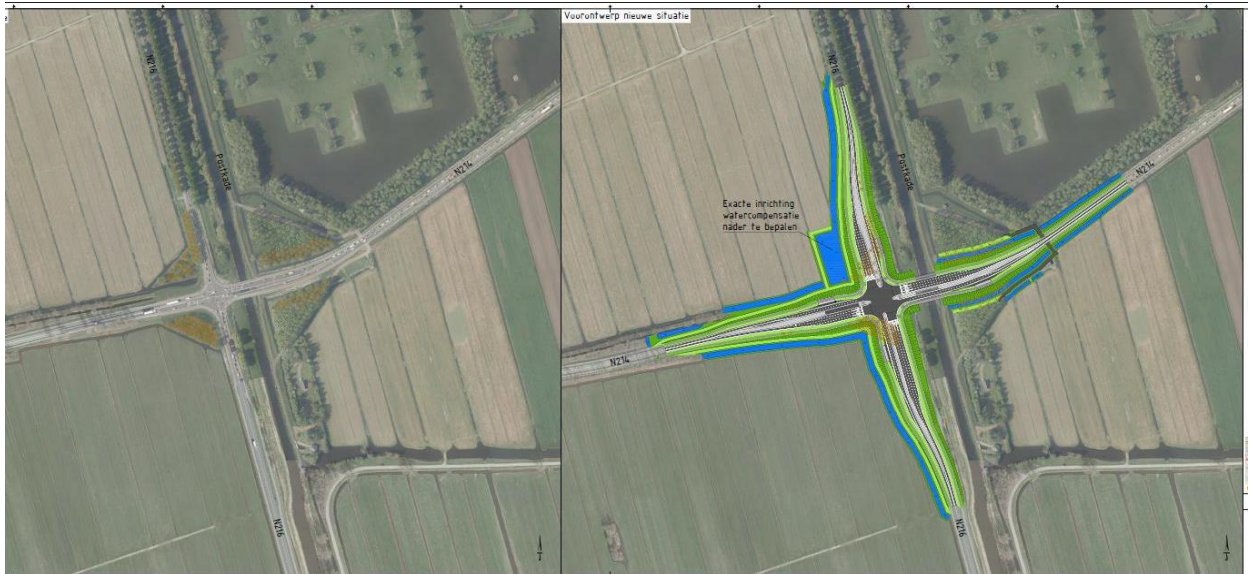 N216
Postkade
N214
N216
Voorontwerp nieuwe situatie
N216
Postkade
N214
Exacte inrichting
watercompensatie
nader te bepalen
N214
N216